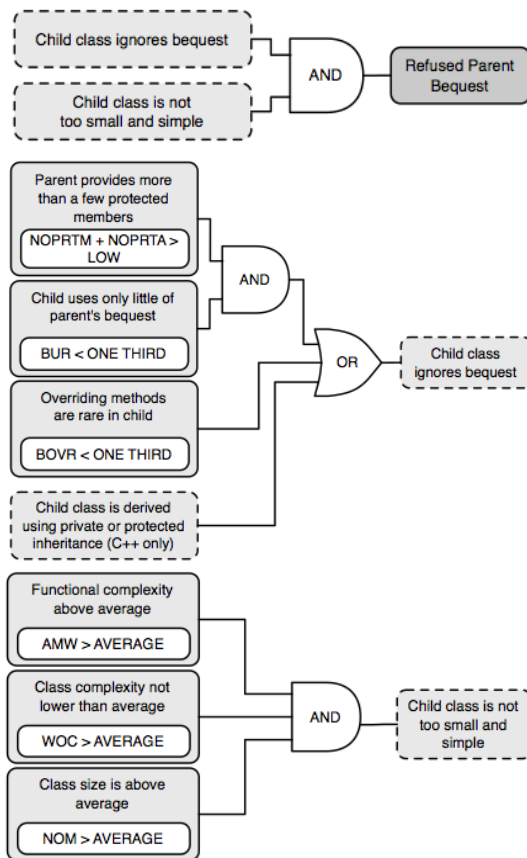 Child class ignores bequest
Child class is not
too small and simple
AND
Refused Parent
Bequest
Parent provides more
than a few protected
members
NOPRTM + NOPRTA >
LOW
Child uses only little of
parent's bequest
BUR < ONE THIRD
AND
Overriding methods
are rare in child
BOVR < ONE THIRD
Child class is derived
using private or protected
inheritance (C++ only)
OR
Child class
ignores bequest
Functional complexity
above average
AMW > AVERAGE
Class complexity not
lower than average
WOC > AVERAGE
Class size is above
average
NOM > AVERAGE
AND
Child class is not
too small and
simple